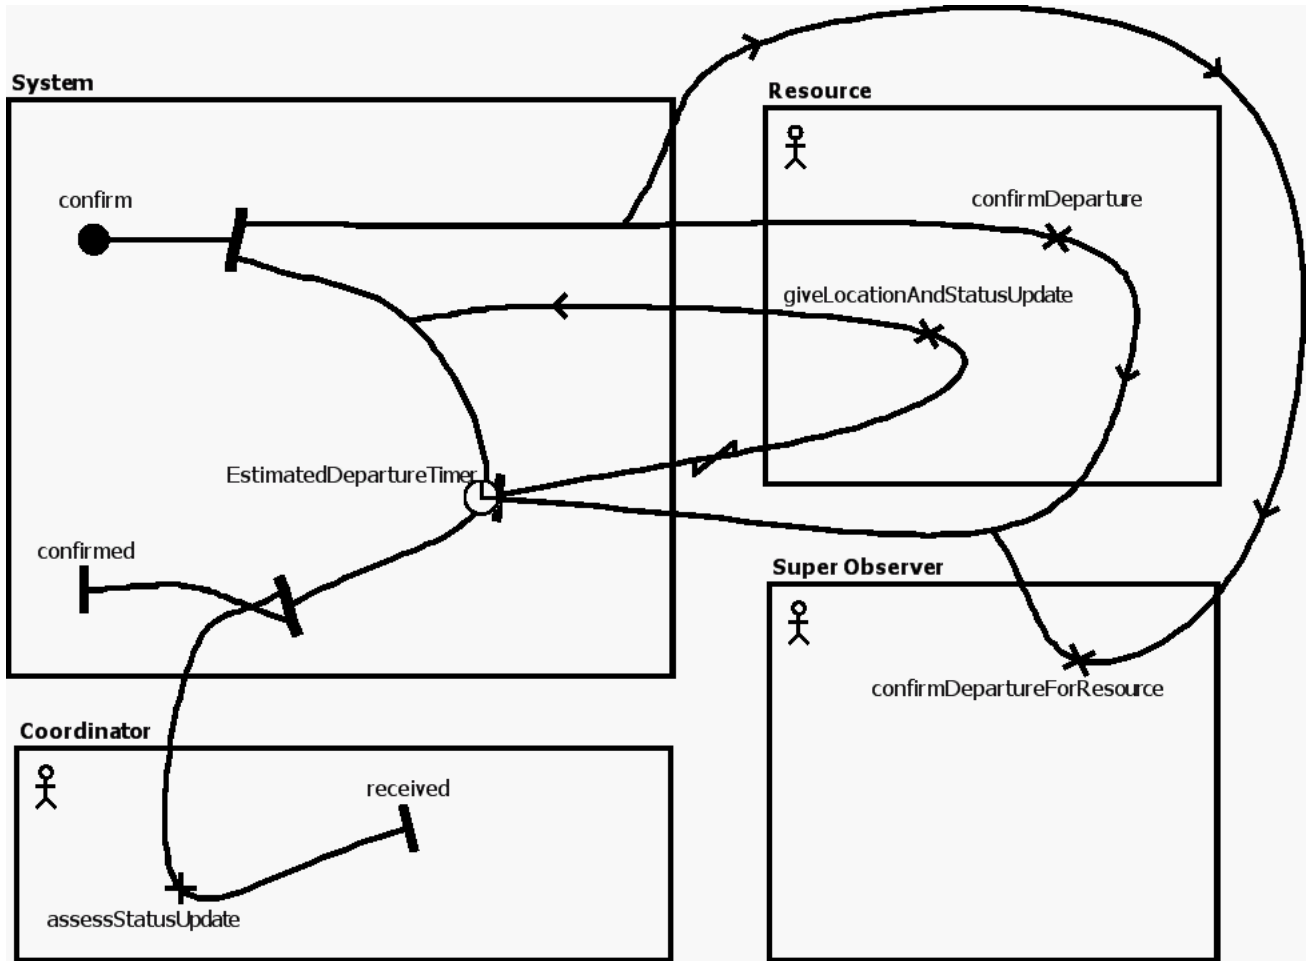 System
Resource
confirm
confirmDeparture
giveLocationAndStatusUpdate
EstimatedDepartureTimer
confirmed
Super Observer
confirmDepartureForResource
Coordinator
received
assessStatusUpdate